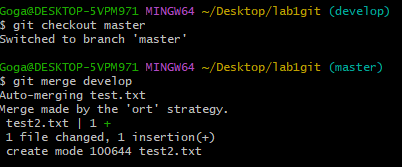 Goga@DESKTOP-5VPM971 MINGW64 ~/Desktop/lab1git (develop)
$ git checkout master
Switched to branch 'master'
Goga@DESKTOP-5VPM971 MINGW64 ~/Desktop/lab1git (master)
$ git merge develop
Auto-merging test.txt
Merge made by the 'ort' strategy.
test2.txt | 1 +
1 file changed, 1 insertion(+)
create mode 100644 test2.txt